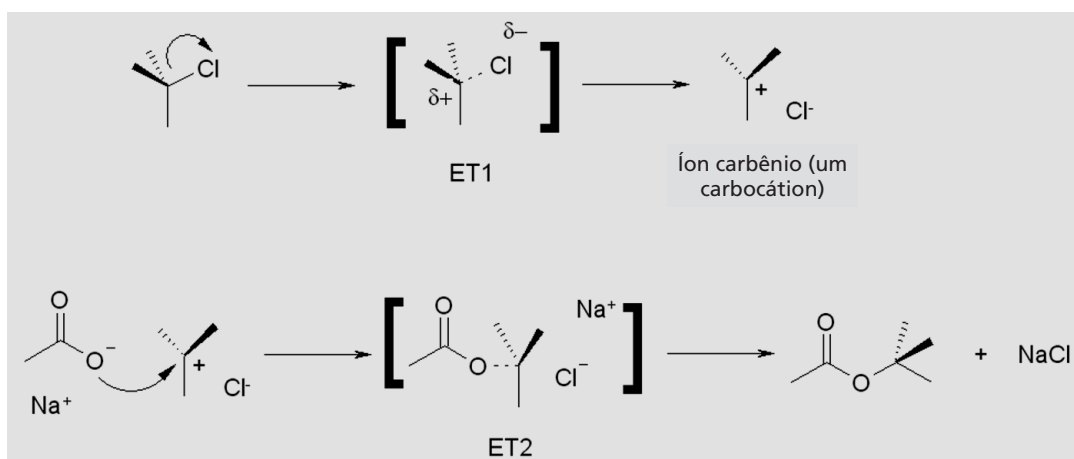 δ−
Cl
Cl
δ+
+
Cl-
ET1
Íon carbênio (um
carbocátion)
O
O
O
Na+
O−
+
Cl-
Na+
O
Cl−
O
+
NaCl
ET2